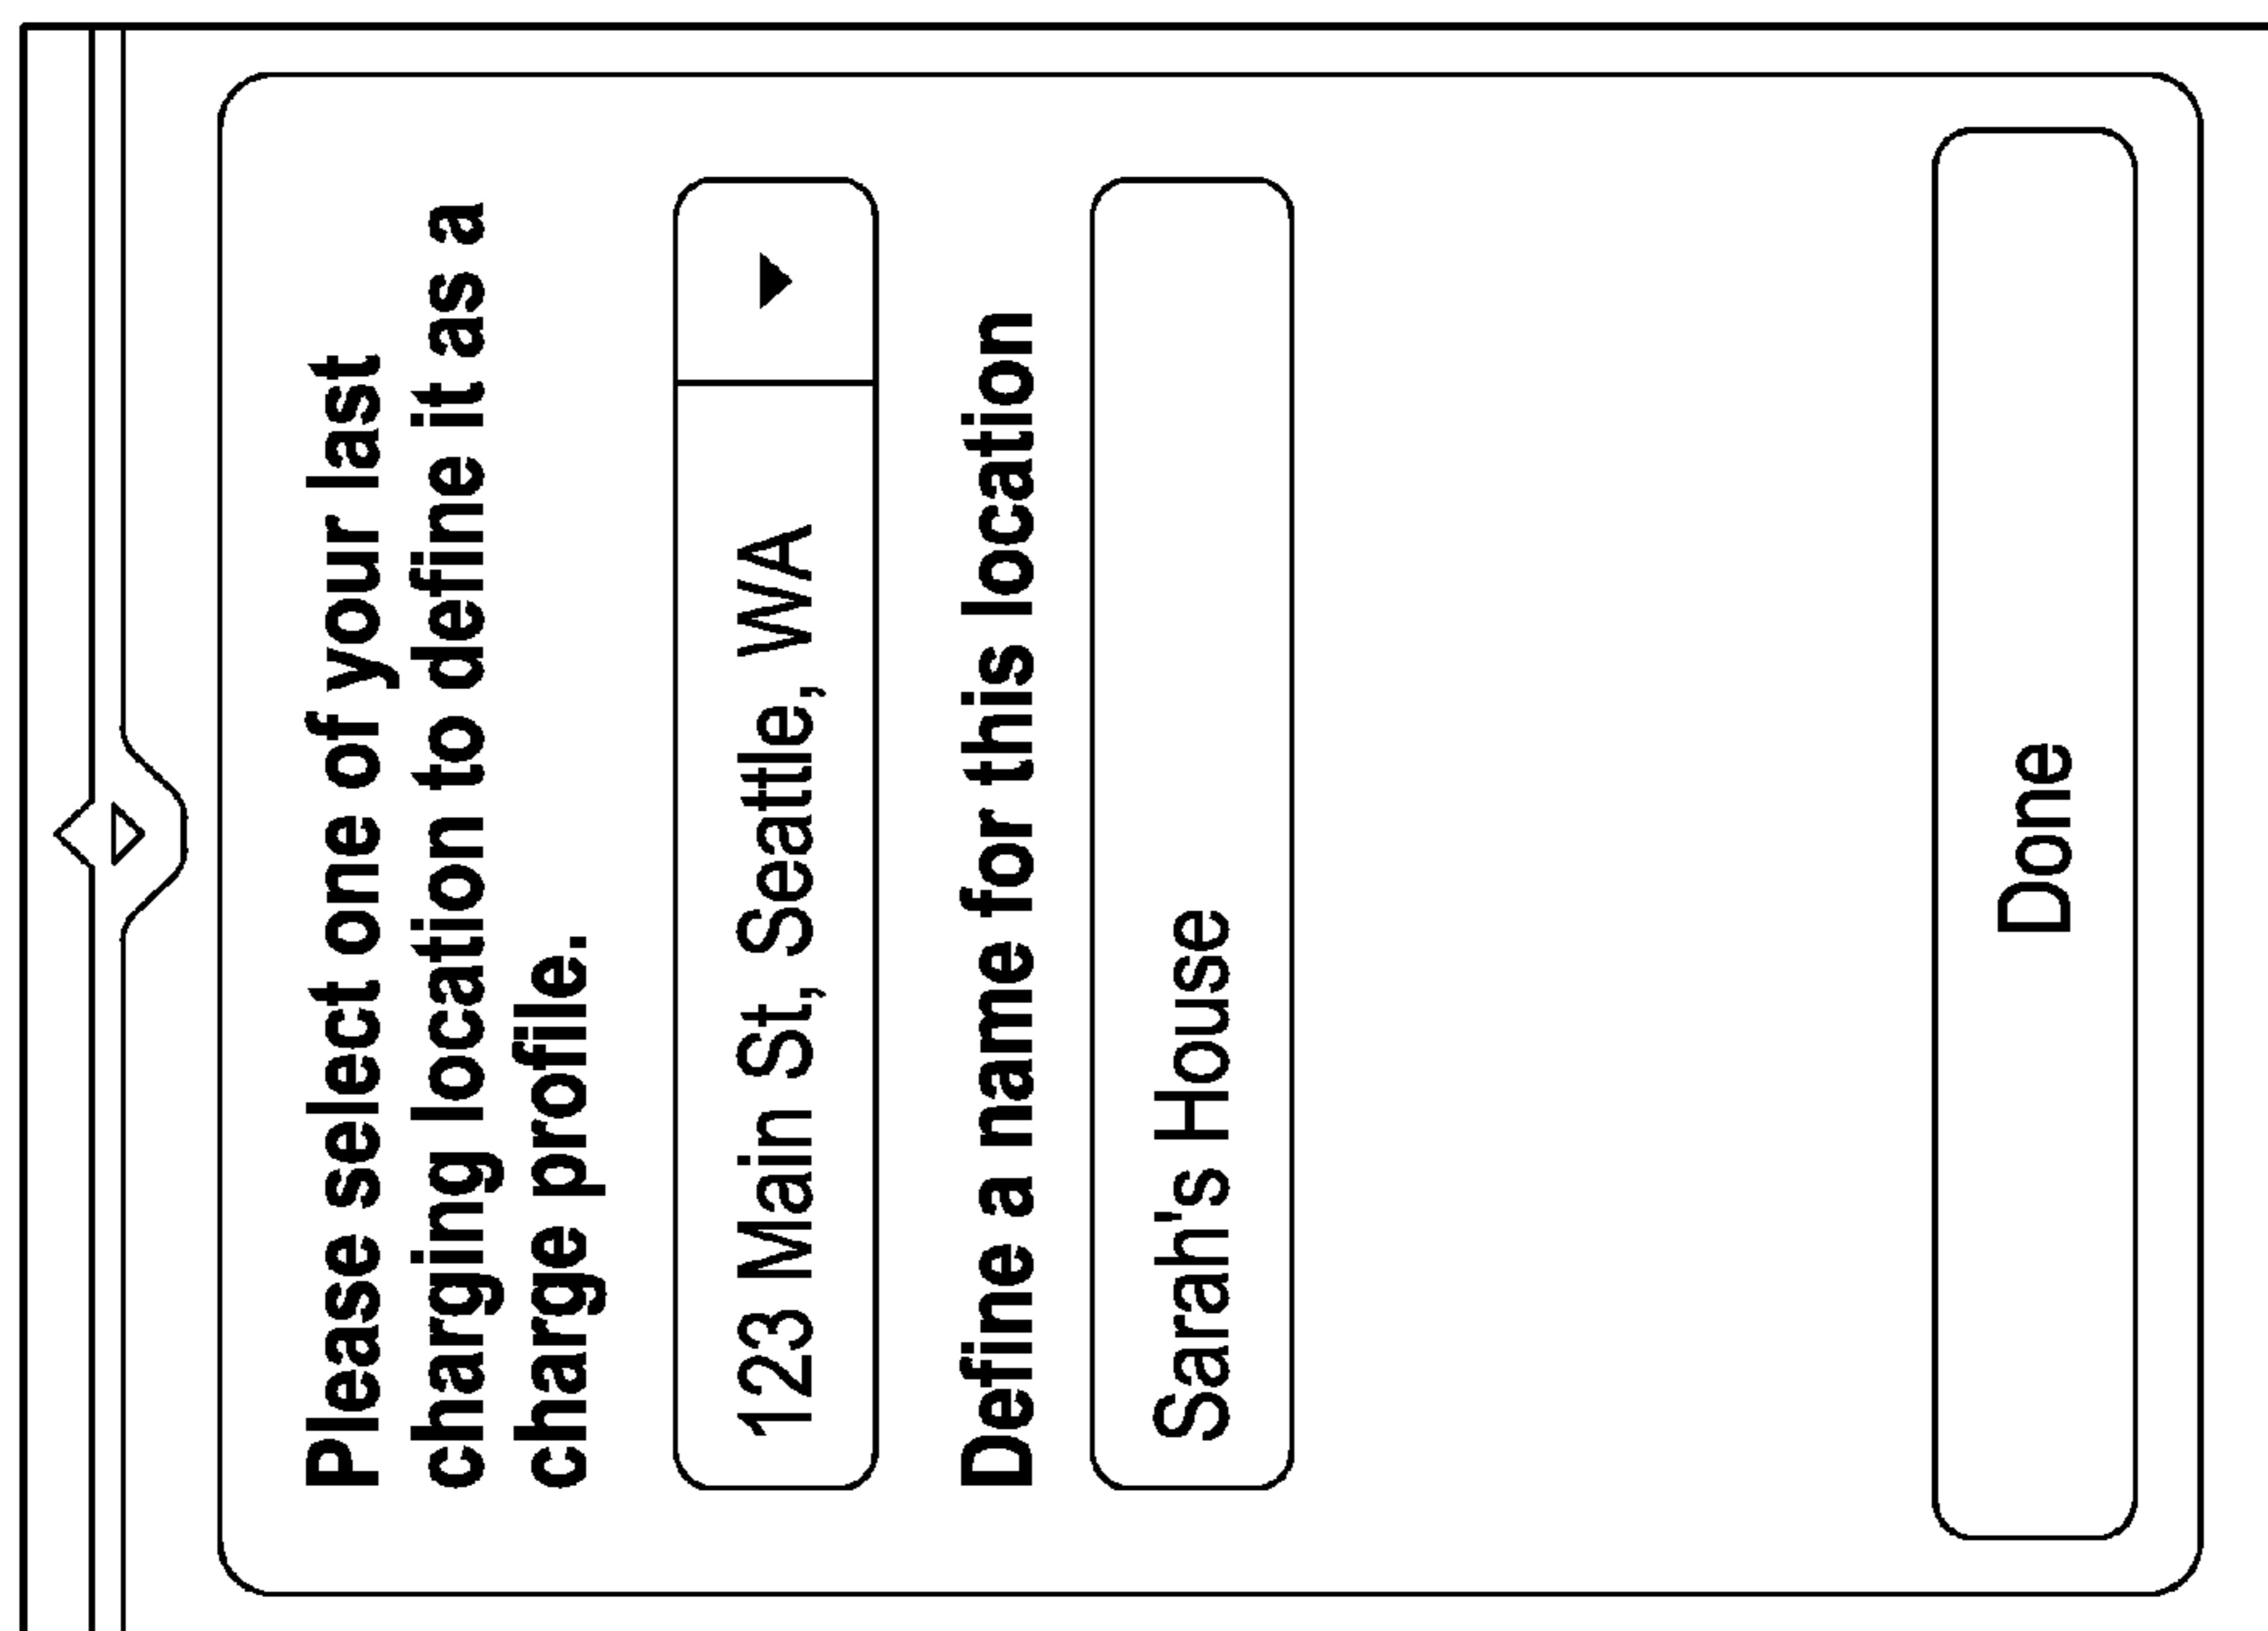 Please select one of your last
charging location to define it as a
charge profile.
123 Main St, Seattle, WA
Define a name for this location
Sarah's House
Done